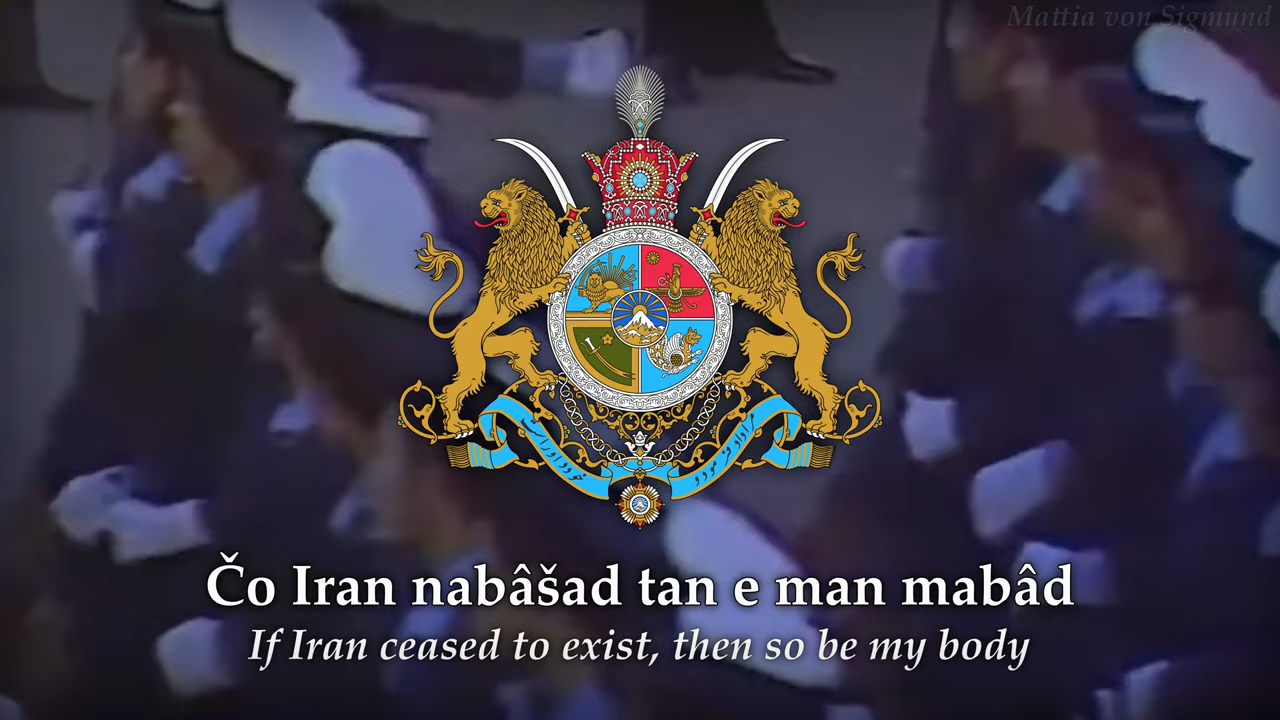 Mattia von Sigmund
Čo Iran nabâšad tan e man mabâd
If Iran ceased to exist, then so be my body